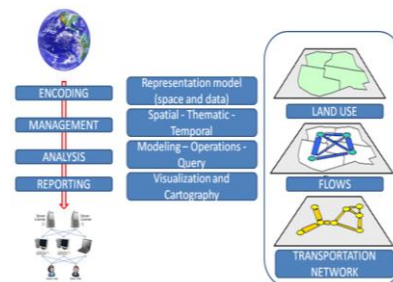 ENCODING
Representation model
(space and data)
MANAGEMENT
Spatial - Thematic -
Temporal
ANALYSIS
Modeling – Operations -
Query
REPORTING
Visualization and
Cartography
LAND USE
FLOWS
TRANSPORTATION
NETWORK